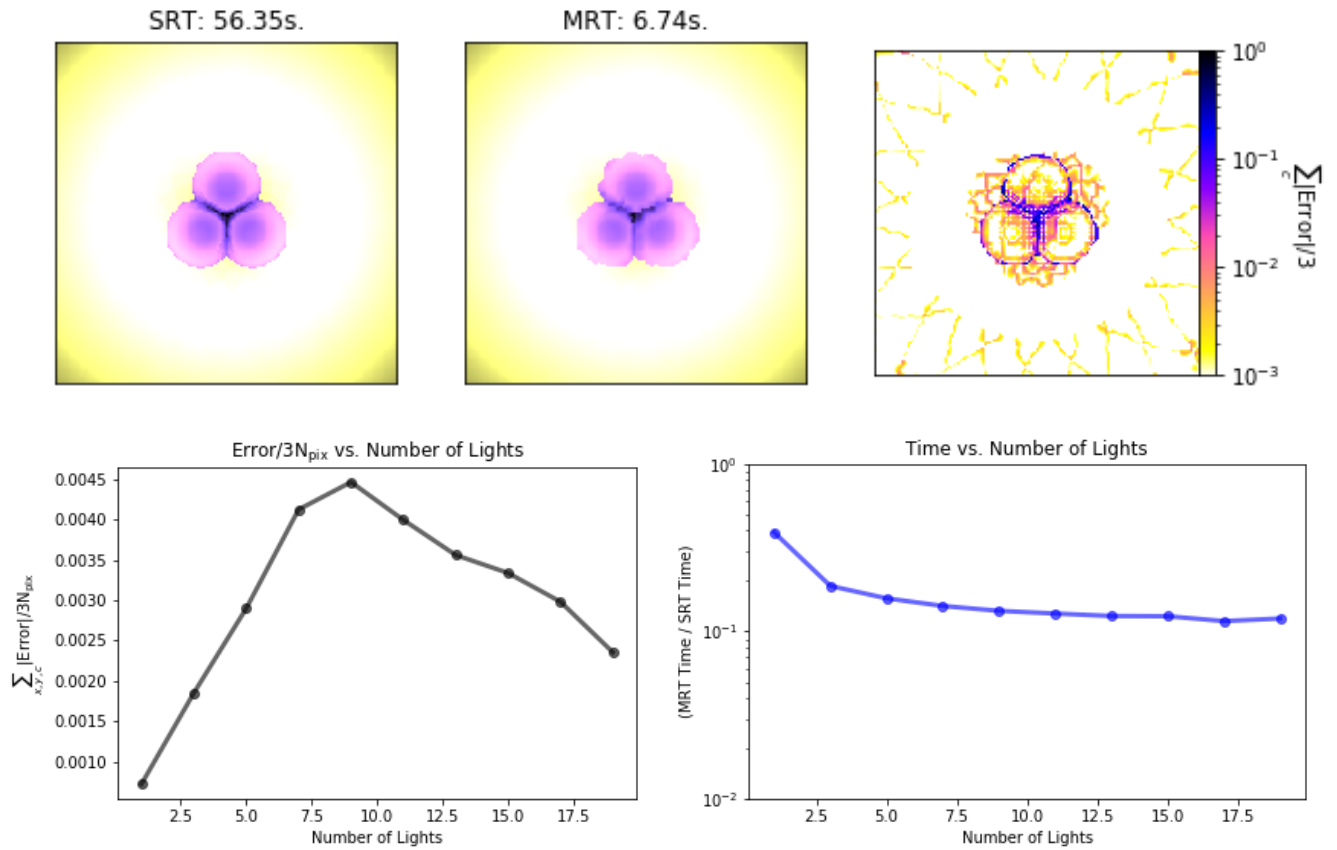 SRT: 56.35s.
MRT: 6.74s.
10⁰
10⁻¹
10⁻²
10⁻³
∑_c |Error|/3
Error/3N_pix vs. Number of Lights
0.0045
0.0040
0.0035
0.0030
0.0025
0.0020
0.0015
0.0010
∑_{x,y,c} |Error|/3N_pix
2.5 5.0 7.5 10.0 12.5 15.0 17.5
Number of Lights
Time vs. Number of Lights
10⁰
10⁻¹
10⁻²
(MRT Time / SRT Time)
2.5 5.0 7.5 10.0 12.5 15.0 17.5
Number of Lights